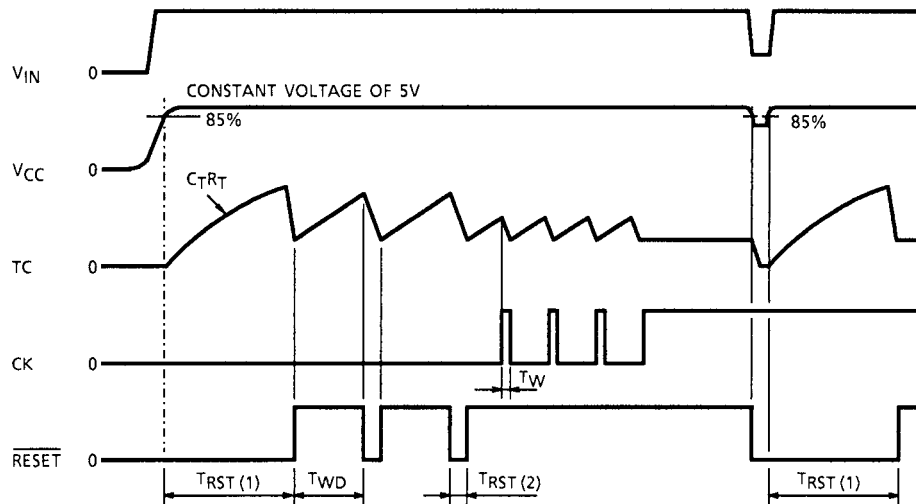 VIN 0
CONSTANT VOLTAGE OF 5V
85% 85%
VCC 0
CTRT
TC 0
CK 0
TW
RESET 0
TRST (1) TWD TRST (2) TRST (1)